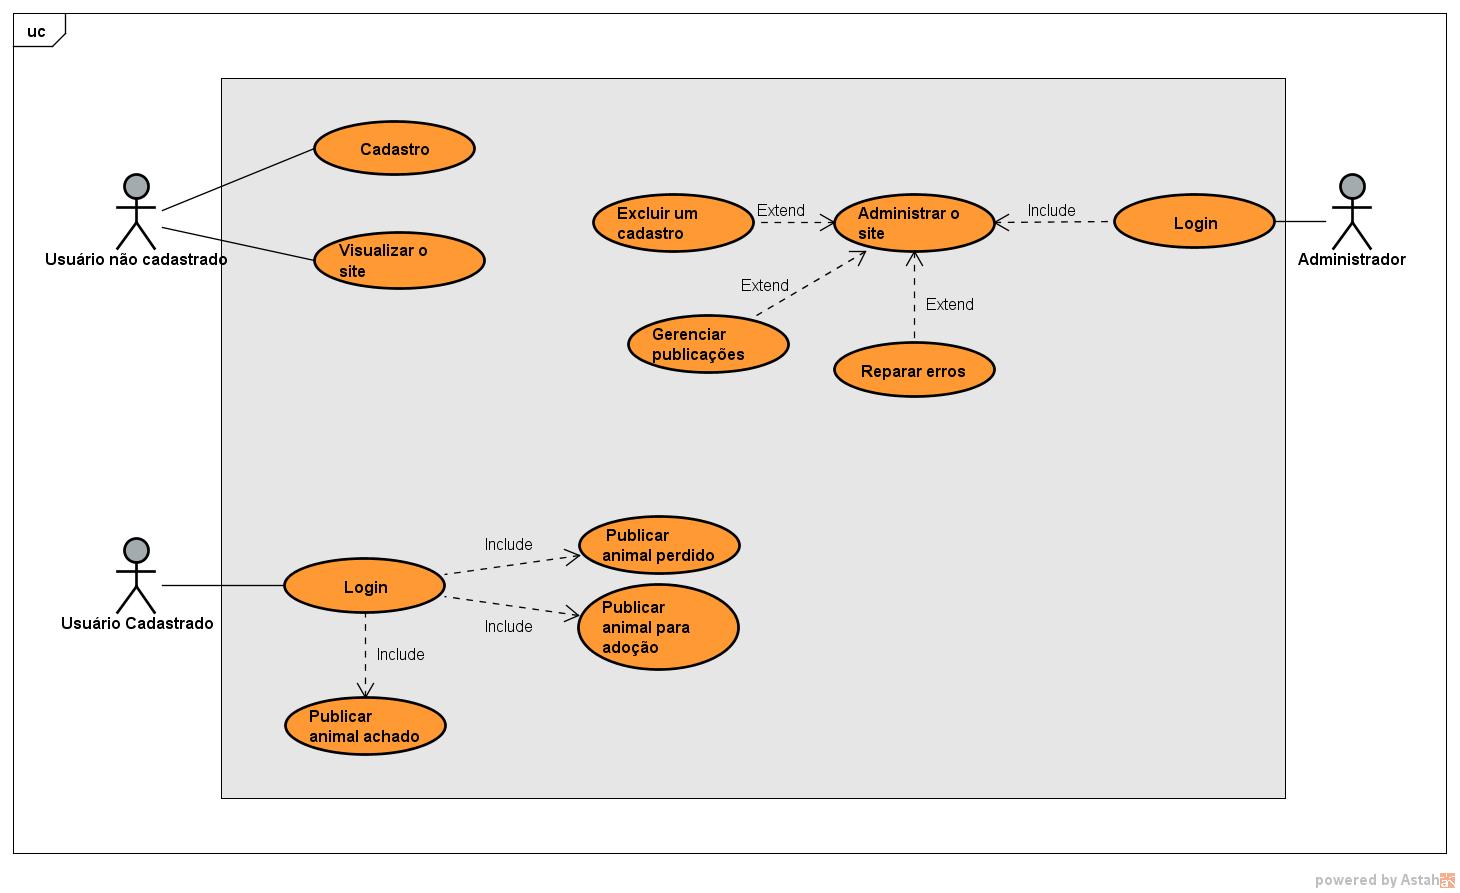 uc
Cadastro
Usuário não cadastrado
Visualizar o
site
Excluir um
cadastro
Extend
Administrar o
site
Include
Login
Administrador
Extend
Gerenciar
publicações
Extend
Reparar erros
Usuário Cadastrado
Login
Include
Publicar
animal perdido
Include
Publicar
animal para
adoção
Include
Publicar
animal achado
powered by Astah